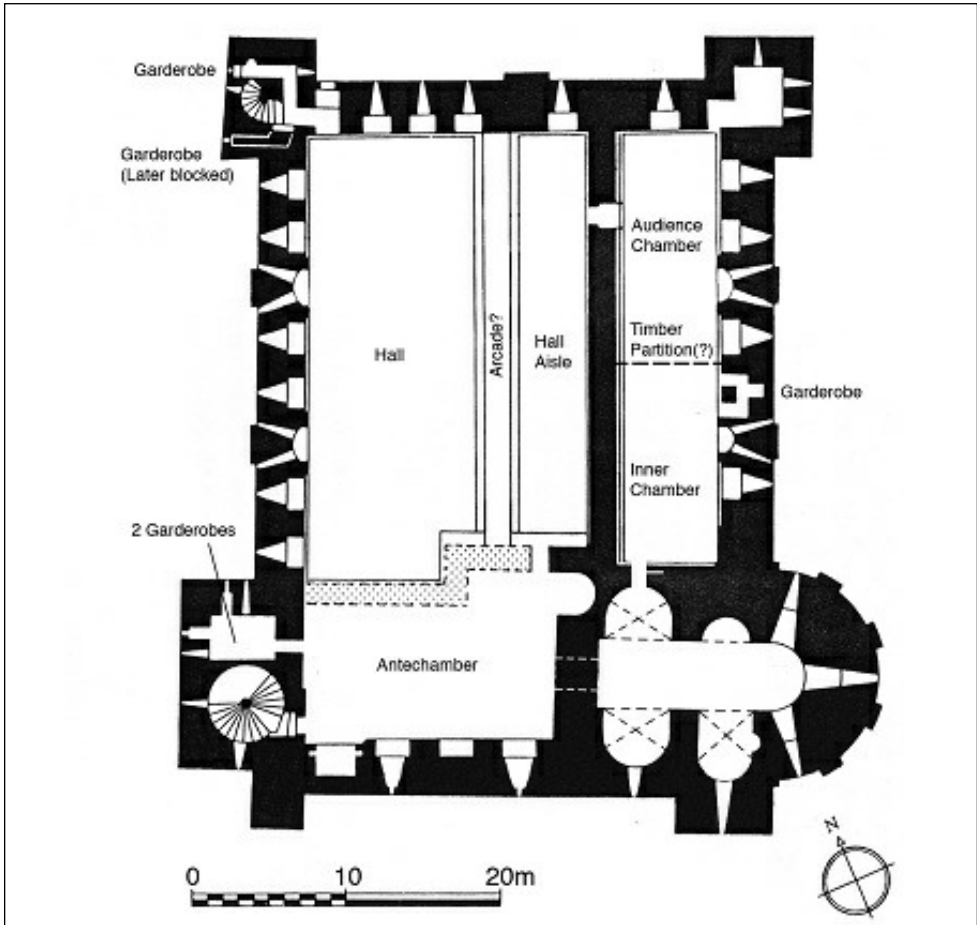 Garderobe
Garderobe
(Later blocked)
Audience
Chamber
Arcade?
Hall
Hall
Aisle
Timber
Partition(?)
Garderobe
Inner
Chamber
2 Garderobes
Antechamber
N
0 10 20m